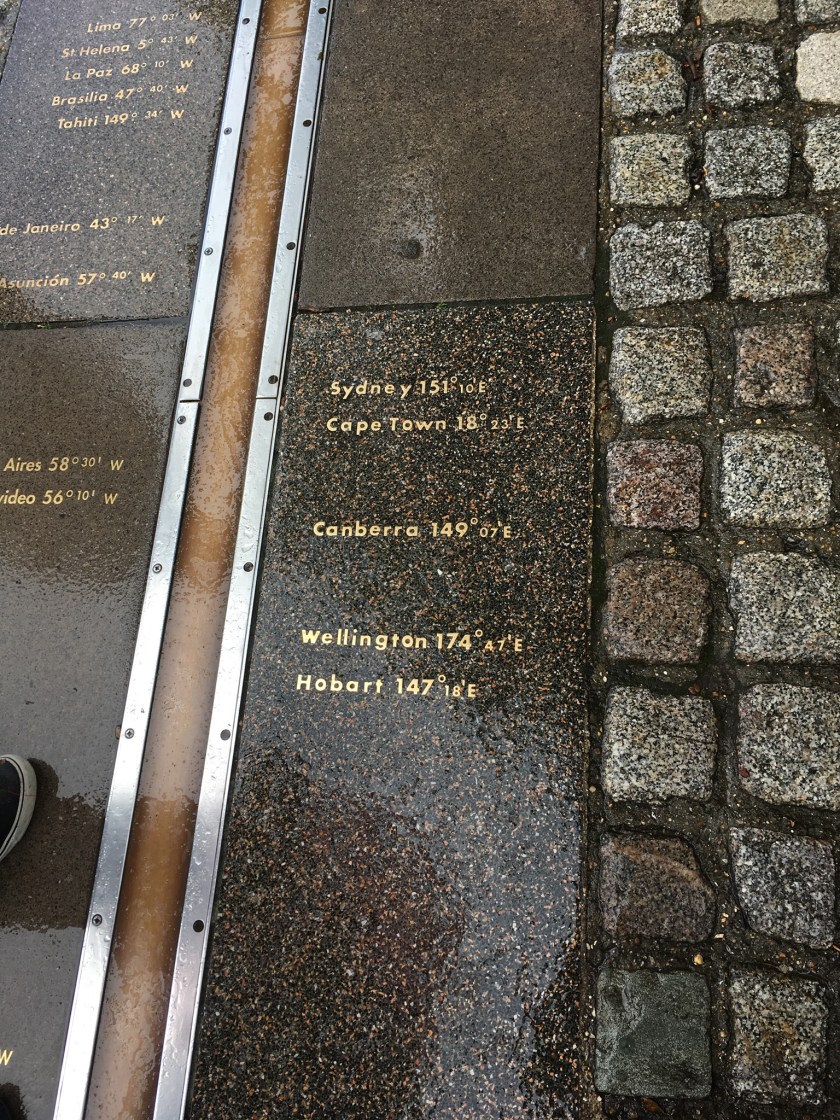 Lima 77° 03' W
St Helena 5° 43' W
La Paz 68° 10' W
Brasilia 47° 40' W
Tahiti 149° 34' W
de Janeiro 43° 17' W
Asunción 57° 40' W
Aires 58° 30' W
video 56° 10' W
W
Sydney 151° 10' E
Cape Town 18° 23' E
Canberra 149° 07' E
Wellington 174° 47' E
Hobart 147° 18' E